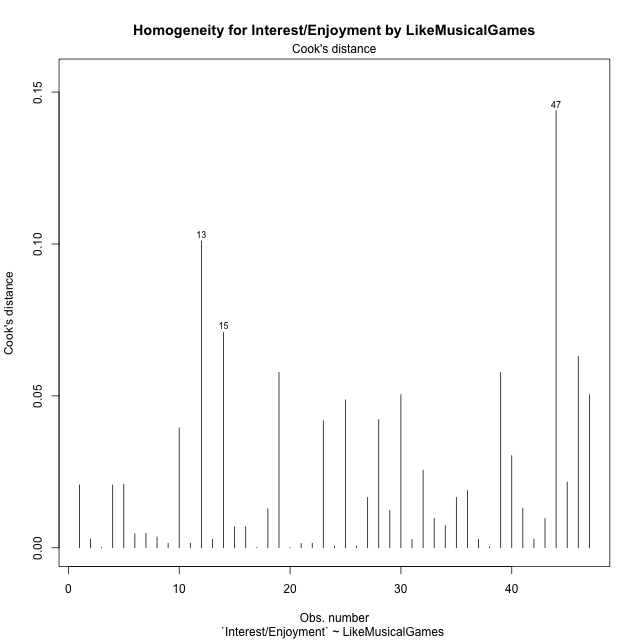 Homogeneity for Interest/Enjoyment by LikeMusicalGames
Cook's distance
47
13
15
0.15
0.10
0.05
0.00
Cook's distance
0 10 20 30 40
Obs. number
`Interest/Enjoyment` ~ LikeMusicalGames